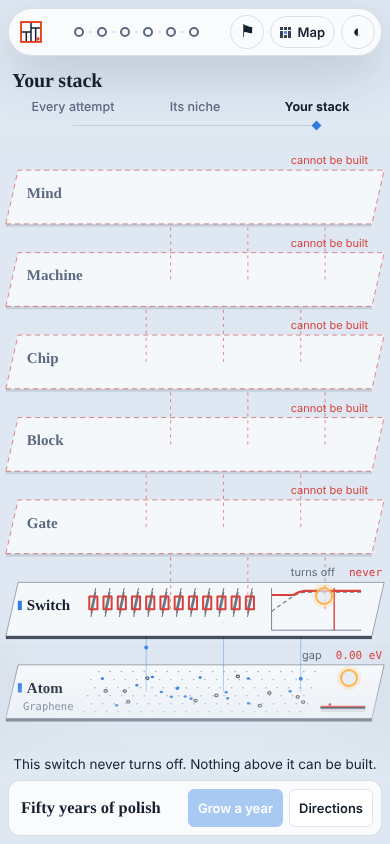 Map
Your stack
Every attempt Its niche Your stack
cannot be built
Mind
cannot be built
Machine
cannot be built
Chip
cannot be built
Block
cannot be built
Gate
turns off never
Switch
gap 0.00 eV
Atom
Graphene
This switch never turns off. Nothing above it can be built.
Fifty years of polish Grow a year Directions